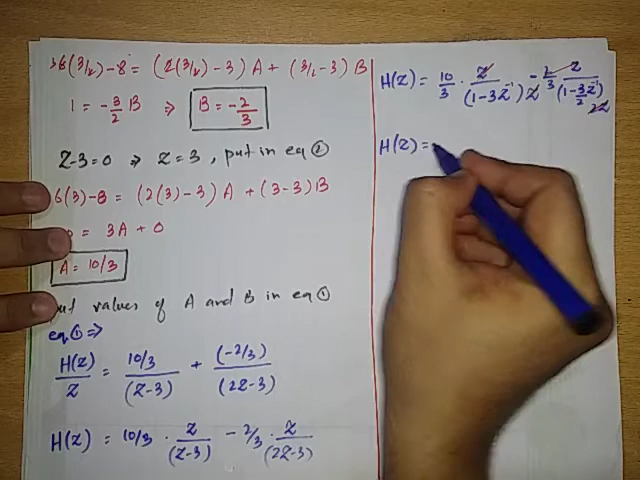 6(3/2)-8 = (2(3/2)-3) A + (3/2-3) B
1 = -3/2 B ⇒ B = -2/3
Z-3=0 ⇒ Z=3, put in eq ②
6(3)-8 = (2(3)-3) A + (3-3) B
= 3A + 0
A = 10/3
put values of A and B in eq ①
eq ① ⇒
H(Z)/Z = 10/3/(Z-3) + (-2/3)/(2Z-3)
H(Z) = 10/3 · Z/(Z-3) - 2/3 · Z/(2Z-3)
H(Z) = 10/3 · Z/(1-3Z⁻¹)Z - 2/3 Z/(1-3/2 Z⁻¹)2Z
H(Z) =